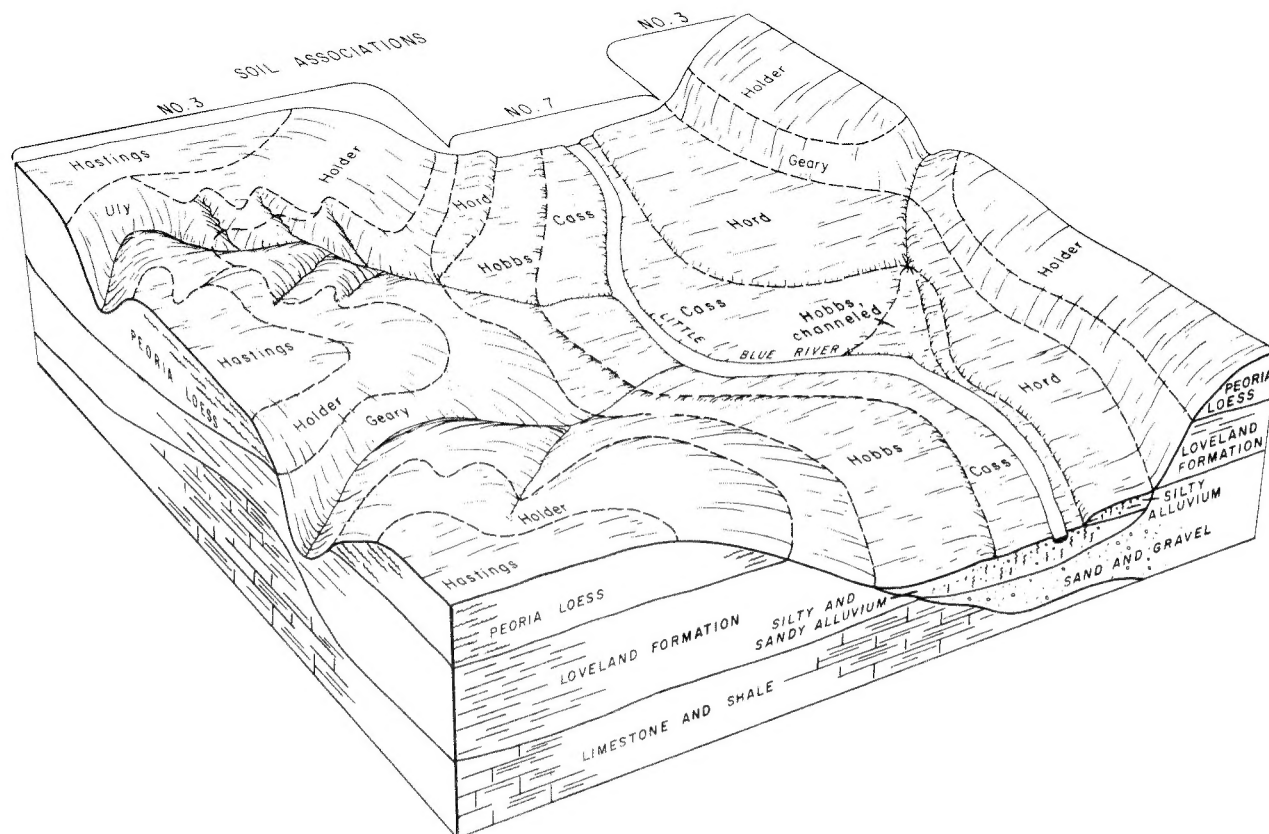 SOIL ASSOCIATIONS
NO. 3
NO. 7
NO. 3
Hastings
Holder
Uly
Hord
Hobbs
Cass
Hord
Holder
Geary
Holder
Cass
Hobbs,
channeled
LITTLE
BLUE RIVER
Hord
Hastings
Holder
Geary
PEORIA
LOESS
Hobbs
Cass
Holder
Hastings
PEORIA
LOESS
LOVELAND
FORMATION
SILTY
ALLUVIUM
SAND AND GRAVEL
PEORIA LOESS
LOVELAND FORMATION
SILTY AND
SANDY ALLUVIUM
LIMESTONE AND SHALE